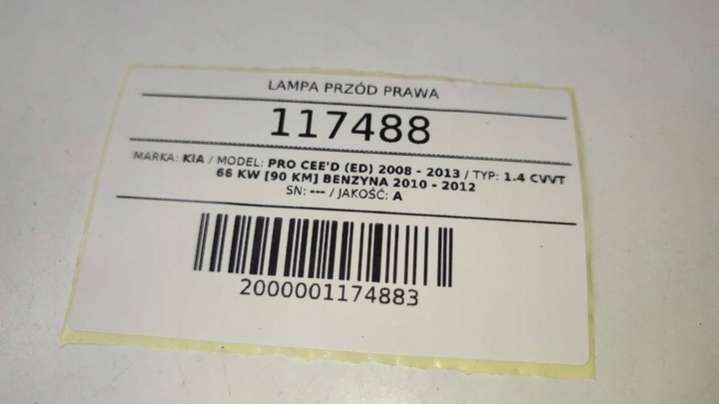 LAMPA PRZÓD PRAWA
117488
MARKA: KIA / MODEL: PRO CEE'D (ED) 2008 - 2013 / TYP: 1.4 CVVT
66 KW [90 KM] BENZYNA 2010 - 2012
SN: --- / JAKOŚĆ: A
2000001174883